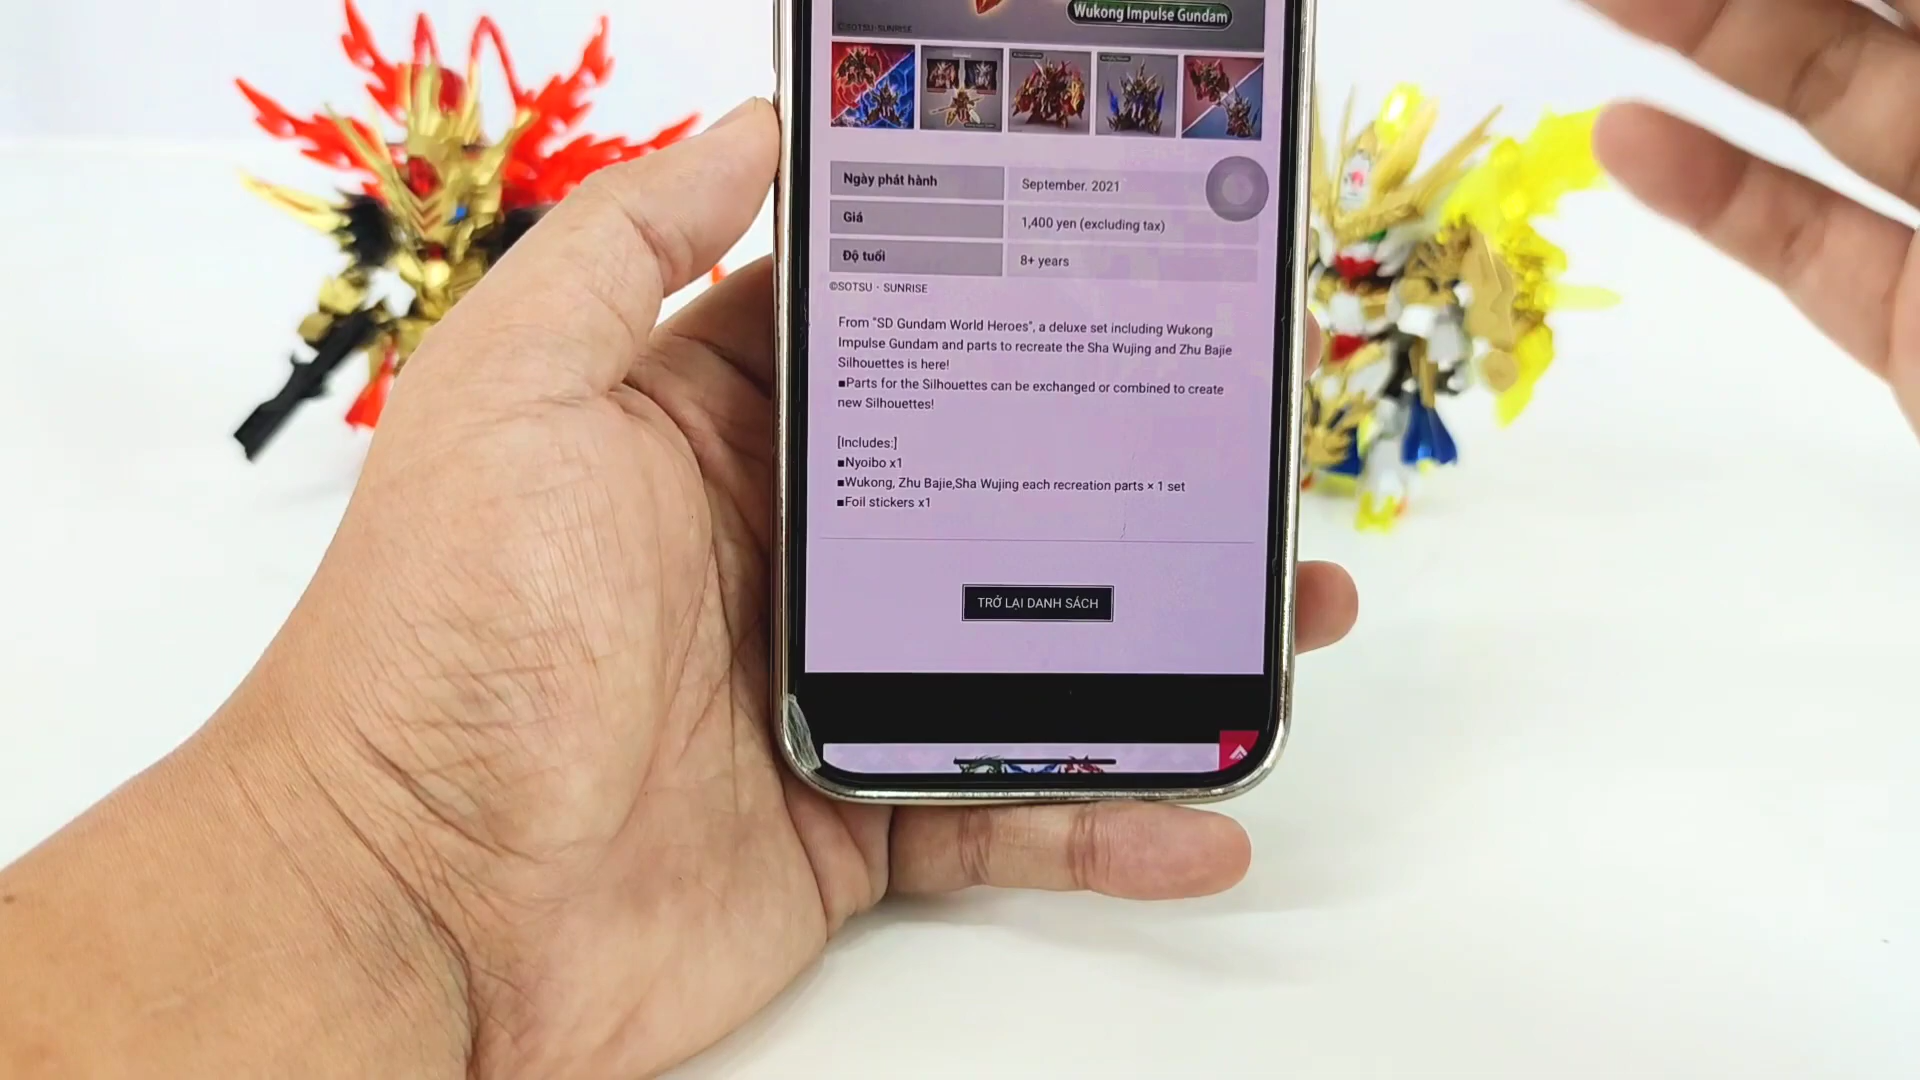 Wukong Impulse Gundam
©SOTSU·SUNRISE
Ngày phát hành
September. 2021
Giá
1,400 yen (excluding tax)
Độ tuổi
8+ years
©SOTSU · SUNRISE
From "SD Gundam World Heroes", a deluxe set including Wukong
Impulse Gundam and parts to recreate the Sha Wujing and Zhu Bajie
Silhouettes is here!
■Parts for the Silhouettes can be exchanged or combined to create
new Silhouettes!
[Includes:]
■Nyoibo x1
■Wukong, Zhu Bajie,Sha Wujing each recreation parts × 1 set
■Foil stickers x1
TRỞ LẠI DANH SÁCH